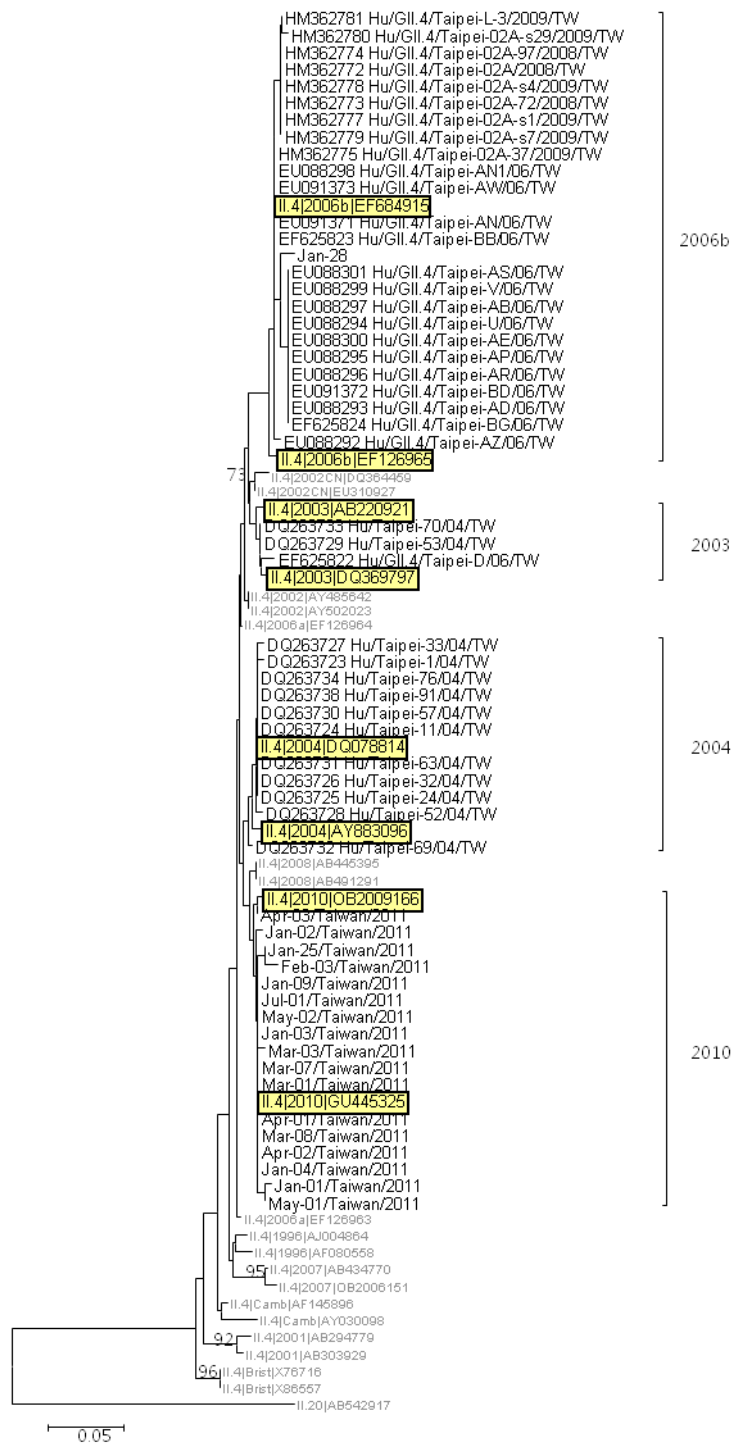 HM362781 Hu/GII.4/Taipei-L-3/2009/TW
HM362780 Hu/GII.4/Taipei-02A-s29/2009/TW
HM362774 Hu/GII.4/Taipei-02A-97/2008/TW
HM362772 Hu/GII.4/Taipei-02A/2008/TW
HM362778 Hu/GII.4/Taipei-02A-s4/2009/TW
HM362773 Hu/GII.4/Taipei-02A-72/2008/TW
HM362777 Hu/GII.4/Taipei-02A-s1/2009/TW
HM362779 Hu/GII.4/Taipei-02A-s7/2009/TW
HM362775 Hu/GII.4/Taipei-02A-37/2009/TW
EU088298 Hu/GII.4/Taipei-AN1/06/TW
EU091373 Hu/GII.4/Taipei-AW/06/TW
II.4|2006b|EF684915
EU091371 Hu/GII.4/Taipei-AN/06/TW
EF625823 Hu/GII.4/Taipei-BB/06/TW
2006b
Jan-28
EU088301 Hu/GII.4/Taipei-AS/06/TW
EU088299 Hu/GII.4/Taipei-V/06/TW
EU088297 Hu/GII.4/Taipei-AB/06/TW
EU088294 Hu/GII.4/Taipei-U/06/TW
EU088300 Hu/GII.4/Taipei-AE/06/TW
EU088295 Hu/GII.4/Taipei-AP/06/TW
EU088296 Hu/GII.4/Taipei-AR/06/TW
EU091372 Hu/GII.4/Taipei-BD/06/TW
EU088293 Hu/GII.4/Taipei-AD/06/TW
EF625824 Hu/GII.4/Taipei-BG/06/TW
EU088292 Hu/GII.4/Taipei-AZ/06/TW
II.4|2006b|EF126965
73
II.4|2002CN|DQ364459
II.4|2002CN|EU310927
II.4|2003|AB220921
DQ263733 Hu/Taipei-70/04/TW
DQ263729 Hu/Taipei-53/04/TW
2003
EF625822 Hu/GII.4/Taipei-D/06/TW
II.4|2003|DQ369797
II.4|2002|AY485642
II.4|2002|AY502023
II.4|2006a|EF126964
DQ263727 Hu/Taipei-33/04/TW
DQ263723 Hu/Taipei-1/04/TW
DQ263734 Hu/Taipei-76/04/TW
DQ263738 Hu/Taipei-91/04/TW
DQ263730 Hu/Taipei-57/04/TW
DQ263724 Hu/Taipei-11/04/TW
II.4|2004|DQ078814
2004
DQ263731 Hu/Taipei-63/04/TW
DQ263726 Hu/Taipei-32/04/TW
DQ263725 Hu/Taipei-24/04/TW
DQ263728 Hu/Taipei-52/04/TW
II.4|2004|AY883096
DQ263732 Hu/Taipei-69/04/TW
II.4|2008|AB445395
II.4|2008|AB491291
II.4|2010|OB2009166
Apr-03/Taiwan/2011
Jan-02/Taiwan/2011
Jan-25/Taiwan/2011
Feb-03/Taiwan/2011
Jan-09/Taiwan/2011
Jul-01/Taiwan/2011
May-02/Taiwan/2011
Jan-03/Taiwan/2011
Mar-03/Taiwan/2011
2010
Mar-07/Taiwan/2011
Mar-01/Taiwan/2011
II.4|2010|GU445325
Apr-01/Taiwan/2011
Mar-08/Taiwan/2011
Apr-02/Taiwan/2011
Jan-04/Taiwan/2011
Jan-01/Taiwan/2011
May-01/Taiwan/2011
II.4|2006a|EF126963
II.4|1996|AJ004864
II.4|1996|AF080558
95
II.4|2007|AB434770
II.4|2007|OB2006151
II.4|Camb|AF145896
II.4|Camb|AY030098
92
II.4|2001|AB294779
II.4|2001|AB303929
96
II.4|Brist|X76716
II.4|Brist|X86557
II.20|AB542917
0.05